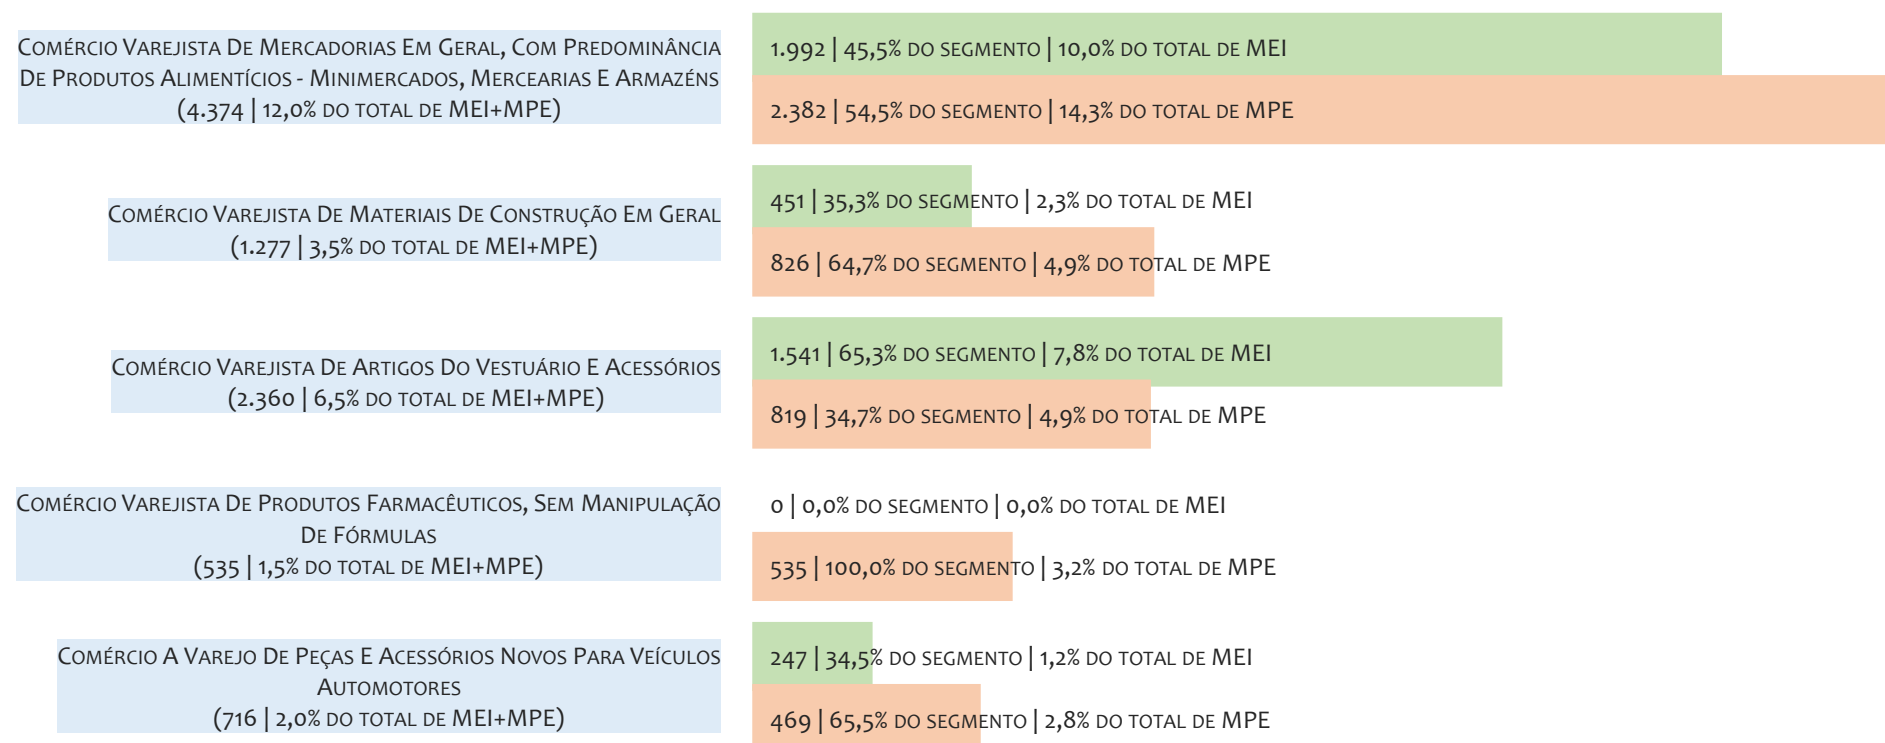 Comércio Varejista De Mercadorias Em Geral, Com Predominância
De Produtos Alimentícios - Minimercados, Mercearias E Armazéns
(4.374 | 12,0% do total de MEI+MPE)
1.992 | 45,5% do segmento | 10,0% do total de MEI
2.382 | 54,5% do segmento | 14,3% do total de MPE
Comércio Varejista De Materiais De Construção Em Geral
(1.277 | 3,5% do total de MEI+MPE)
451 | 35,3% do segmento | 2,3% do total de MEI
826 | 64,7% do segmento | 4,9% do total de MPE
Comércio Varejista De Artigos Do Vestuário E Acessórios
(2.360 | 6,5% do total de MEI+MPE)
1.541 | 65,3% do segmento | 7,8% do total de MEI
819 | 34,7% do segmento | 4,9% do total de MPE
Comércio Varejista De Produtos Farmacêuticos, Sem Manipulação
De Fórmulas
(535 | 1,5% do total de MEI+MPE)
0 | 0,0% do segmento | 0,0% do total de MEI
535 | 100,0% do segmento | 3,2% do total de MPE
Comércio A Varejo De Peças E Acessórios Novos Para Veículos
Automotores
(716 | 2,0% do total de MEI+MPE)
247 | 34,5% do segmento | 1,2% do total de MEI
469 | 65,5% do segmento | 2,8% do total de MPE